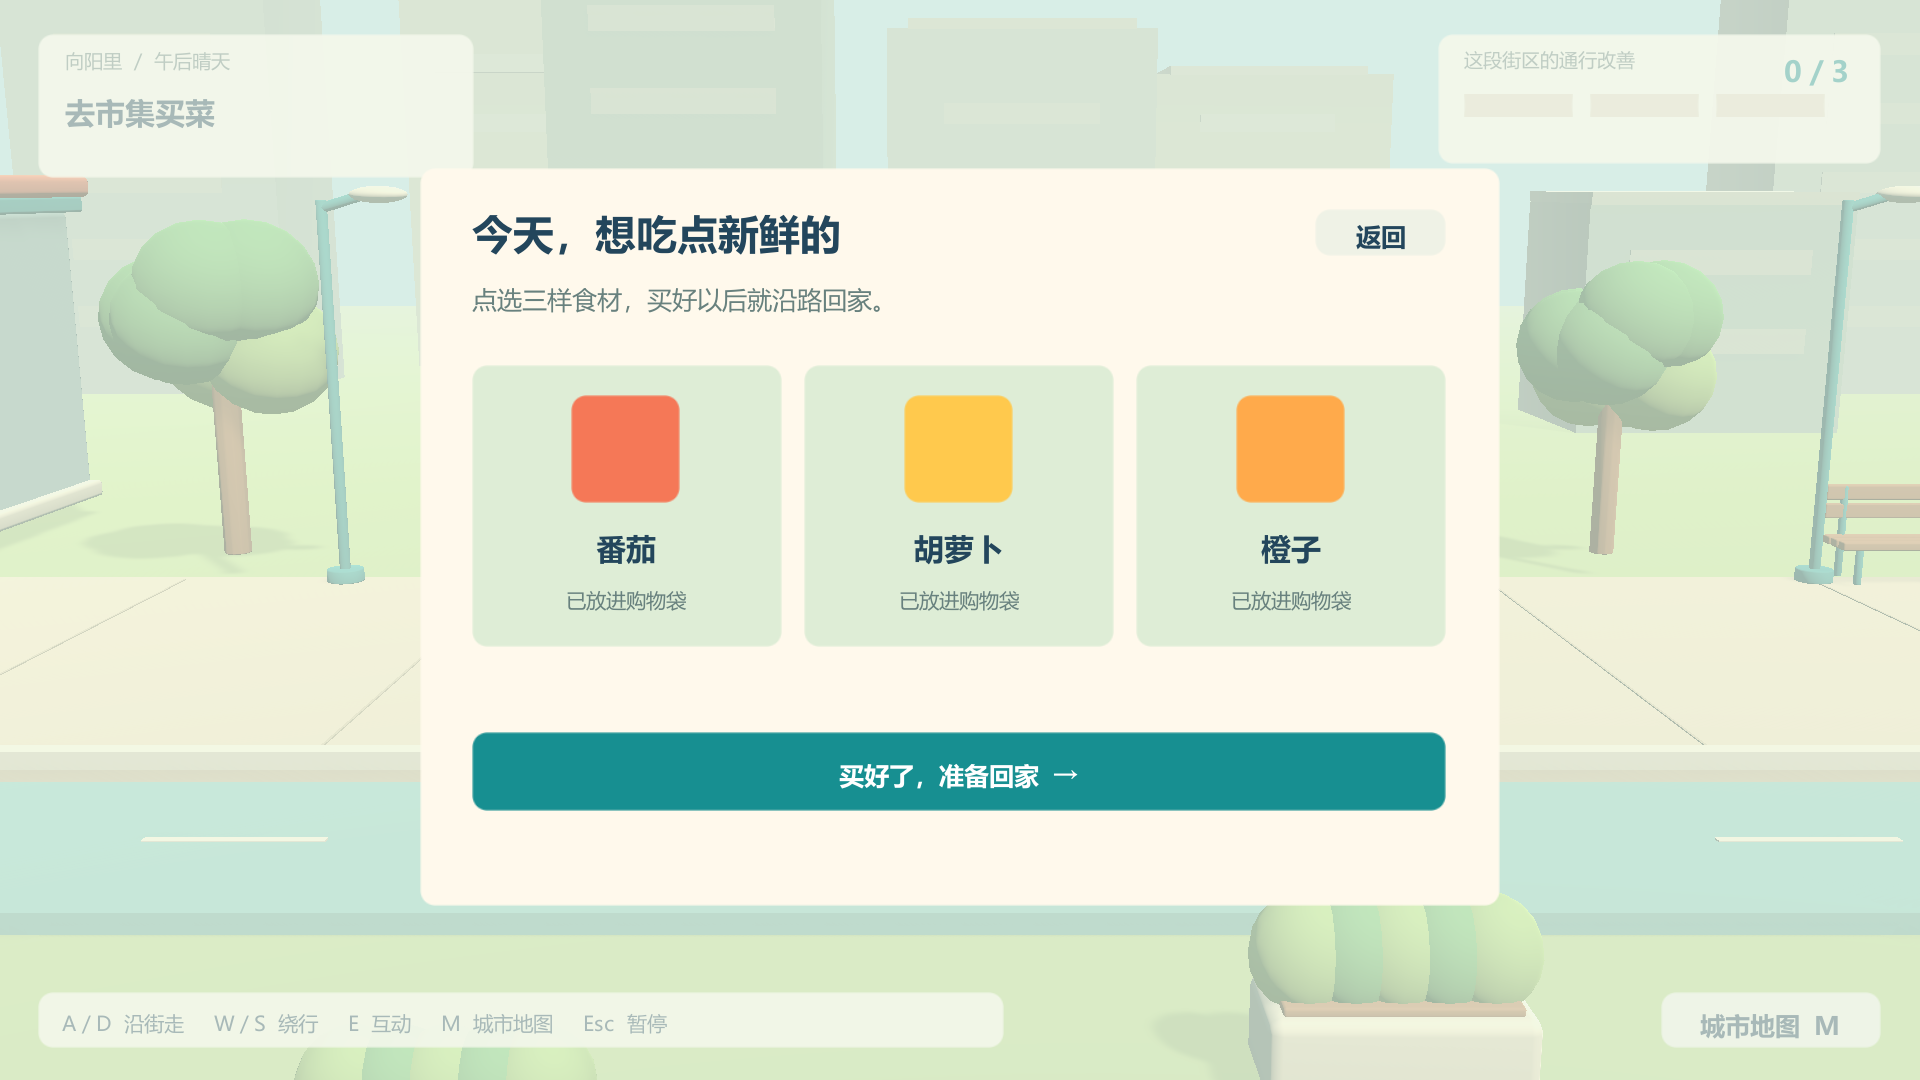 向阳里 / 午后晴天
去市集买菜
这段街区的通行改善
0 / 3
今天，想吃点新鲜的
返回
点选三样食材，买好以后就沿路回家。
番茄
胡萝卜
橙子
已放进购物袋
已放进购物袋
已放进购物袋
买好了，准备回家 →
A / D 沿街走 W / S 绕行 E 互动 M 城市地图 Esc 暂停
城市地图 M